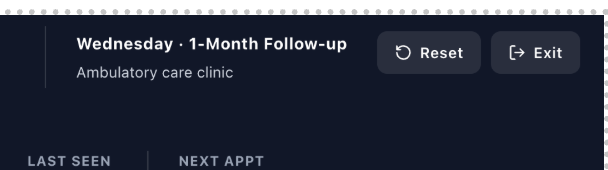 Wednesday · 1-Month Follow-up
Ambulatory care clinic
Reset
Exit
LAST SEEN
NEXT APPT